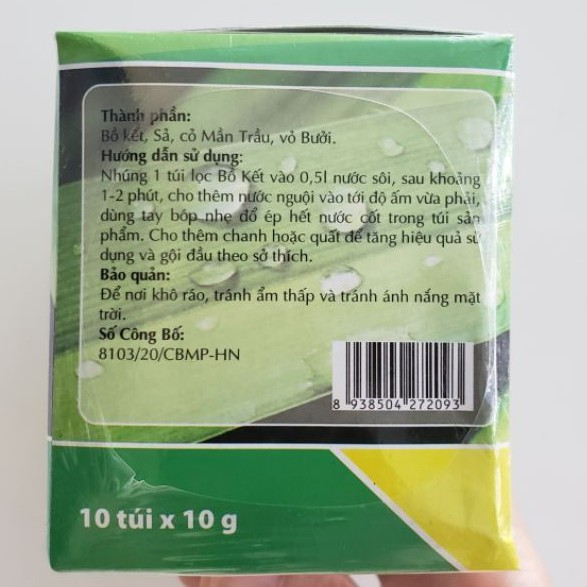 Thành phần:
Bồ kết, Sả, cỏ Mần Trầu, vỏ Bưởi.
Hướng dẫn sử dụng:
Nhúng 1 túi lọc Bồ Kết vào 0,5l nước sôi, sau khoảng
1-2 phút, cho thêm nước nguội vào tới độ ấm vừa phải,
dùng tay bóp nhẹ để ép hết nước cốt trong túi sản
phẩm. Cho thêm chanh hoặc quất để tăng hiệu quả sử
dụng và gội đầu theo sở thích.
Bảo quản:
Để nơi khô ráo, tránh ẩm thấp và tránh ánh nắng mặt
trời.
Số Công Bố:
8103/20/CBMP-HN
8 938504 272093
10 túi x 10 g